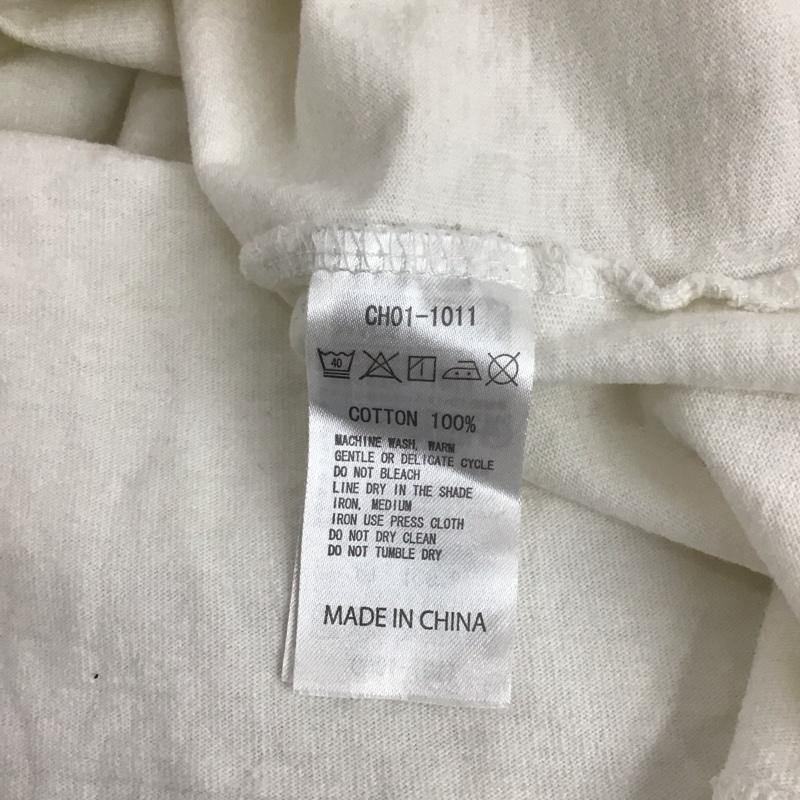 CH01-1011
40
COTTON 100%
MACHINE WASH, WARM
GENTLE OR DELICATE CYCLE
DO NOT BLEACH
LINE DRY IN THE SHADE
IRON, MEDIUM
IRON USE PRESS CLOTH
DO NOT DRY CLEAN
DO NOT TUMBLE DRY
MADE IN CHINA